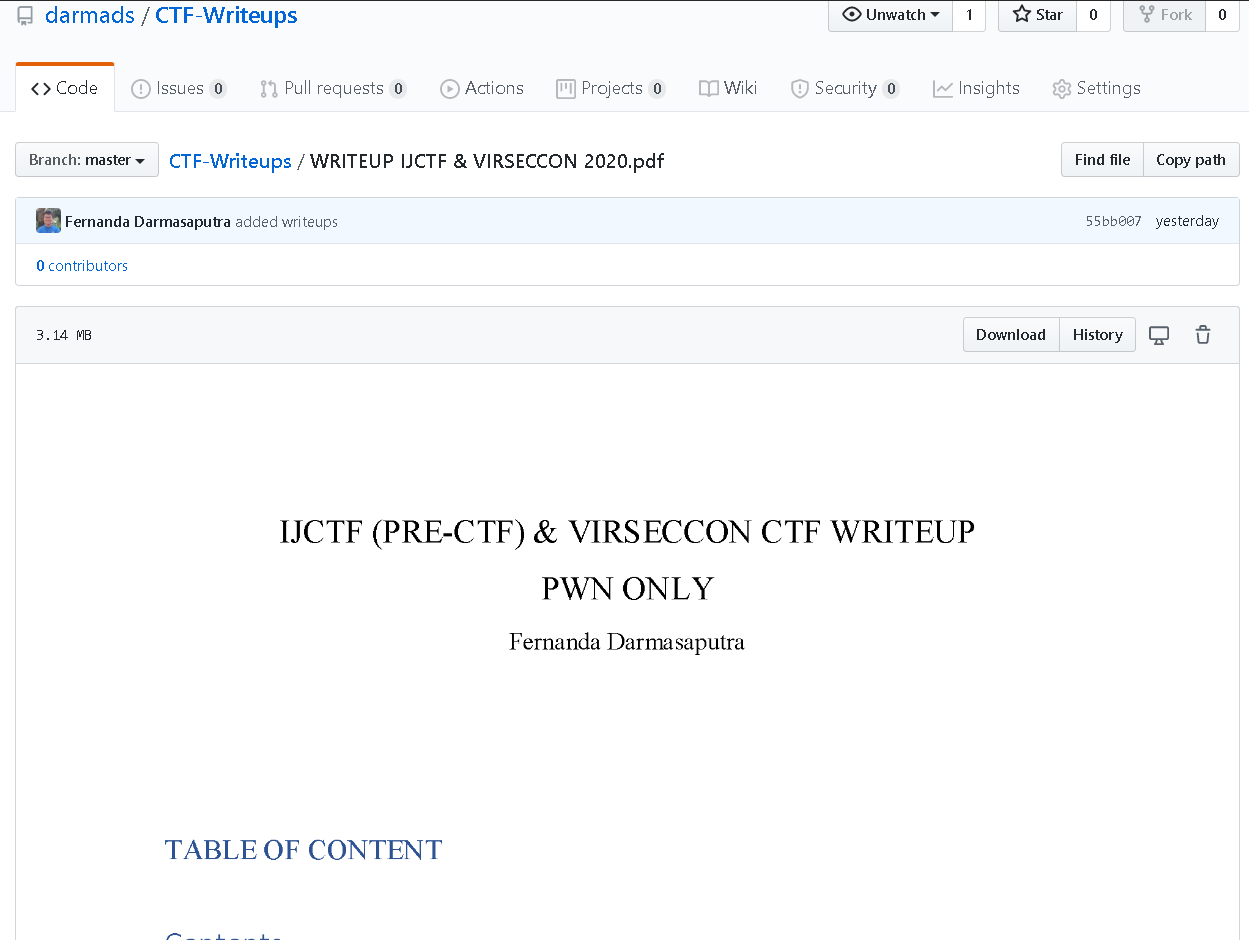 darmads / CTF-Writeups Unwatch 1 Star 0 Fork 0
Code Issues 0 Pull requests 0 Actions Projects 0 Wiki Security 0 Insights Settings
Branch: master CTF-Writeups / WRITEUP IJCTF & VIRSECCON 2020.pdf Find file Copy path
Fernanda Darmasaputra added writeups 55bb007 yesterday
0 contributors
3.14 MB Download History
IJCTF (PRE-CTF) & VIRSECCON CTF WRITEUP
PWN ONLY
Fernanda Darmasaputra
TABLE OF CONTENT
Contents